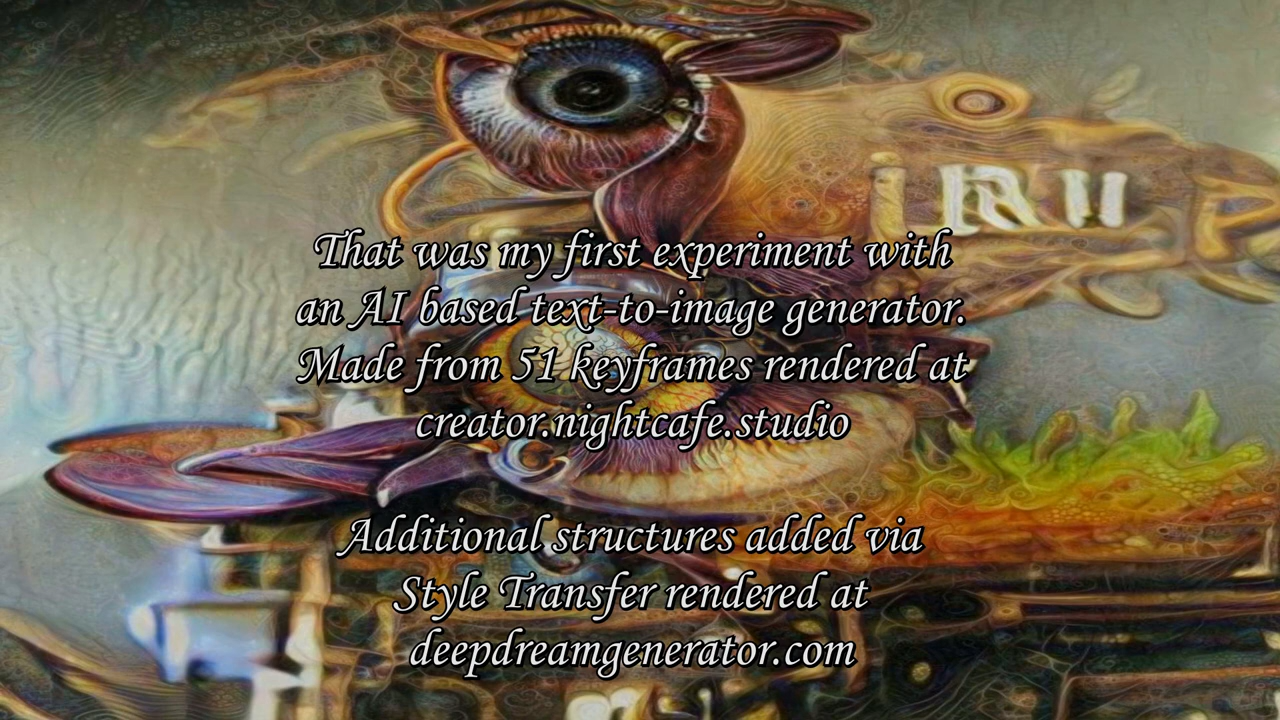 That was my first experiment with
an AI based text-to-image generator.
Made from 51 keyframes rendered at
creator.nightcafe.studio
Additional structures added via
Style Transfer rendered at
deepdreamgenerator.com